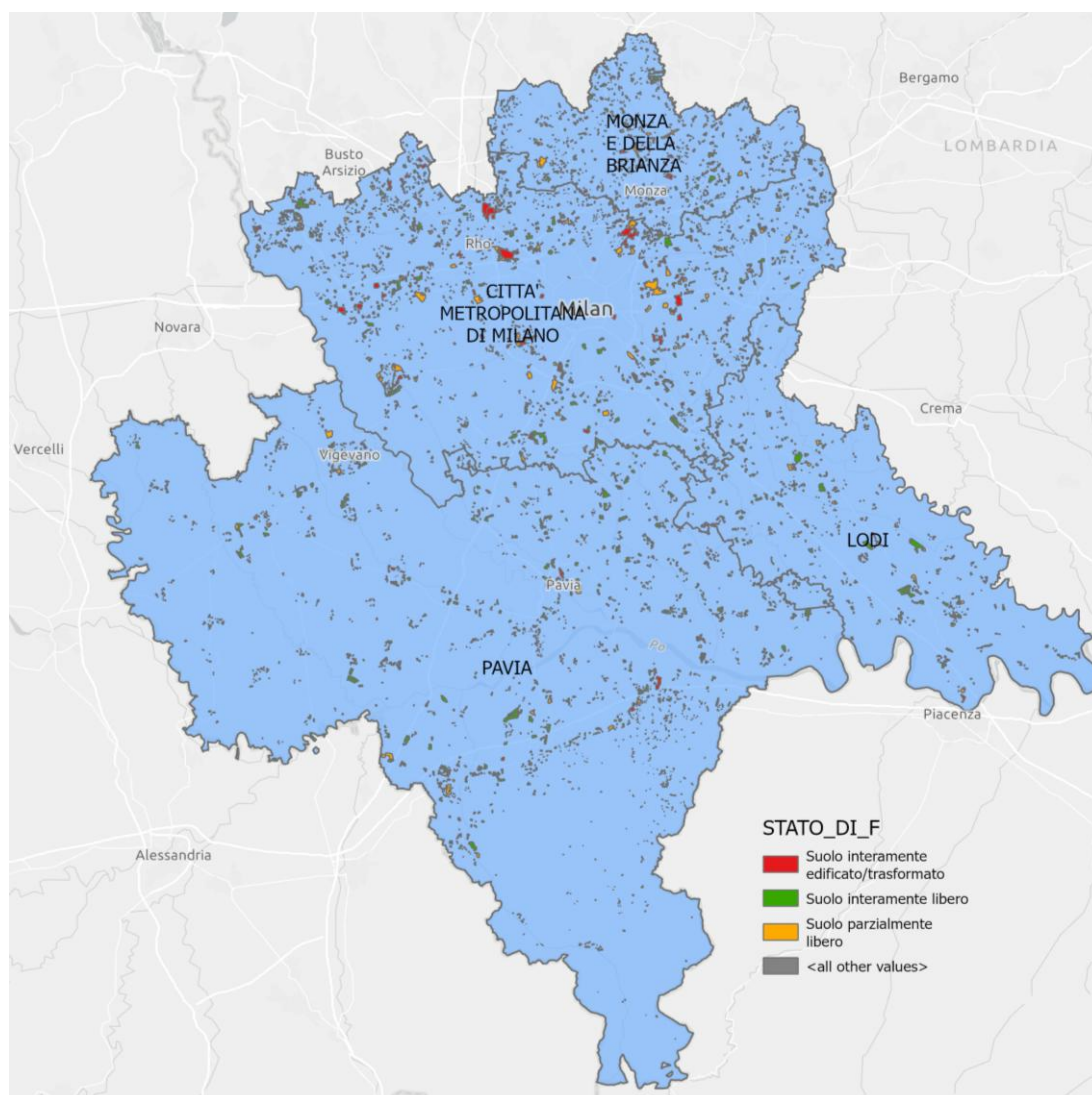 Bergamo
LOMBARDIA
MONZA
E DELLA
BRIANZA
Monza
Busto
Arsizio
Rho
CITTA'
METROPOLITANA
DI MILANO
Milan
Novara
Crema
Vercelli
Vigevano
LODI
Pavia
Po
PAVIA
Piacenza
Alessandria
STATO_DI_F
Suolo interamente
edificato/trasformato
Suolo interamente libero
Suolo parzialmente
libero
<all other values>